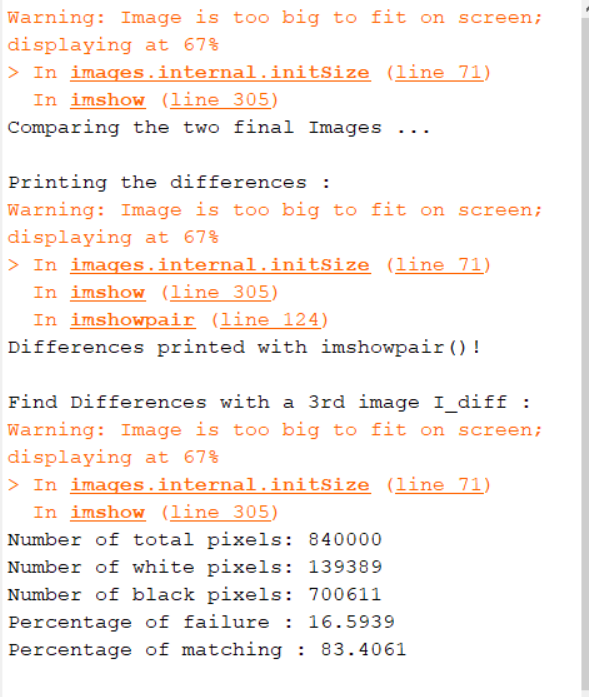 Warning: Image is too big to fit on screen;
displaying at 67%
> In images.internal.initSize (line 71)
In imshow (line 305)
Comparing the two final Images ...
Printing the differences :
Warning: Image is too big to fit on screen;
displaying at 67%
> In images.internal.initSize (line 71)
In imshow (line 305)
In imshowpair (line 124)
Differences printed with imshowpair()!
Find Differences with a 3rd image I_diff :
Warning: Image is too big to fit on screen;
displaying at 67%
> In images.internal.initSize (line 71)
In imshow (line 305)
Number of total pixels: 840000
Number of white pixels: 139389
Number of black pixels: 700611
Percentage of failure : 16.5939
Percentage of matching : 83.4061